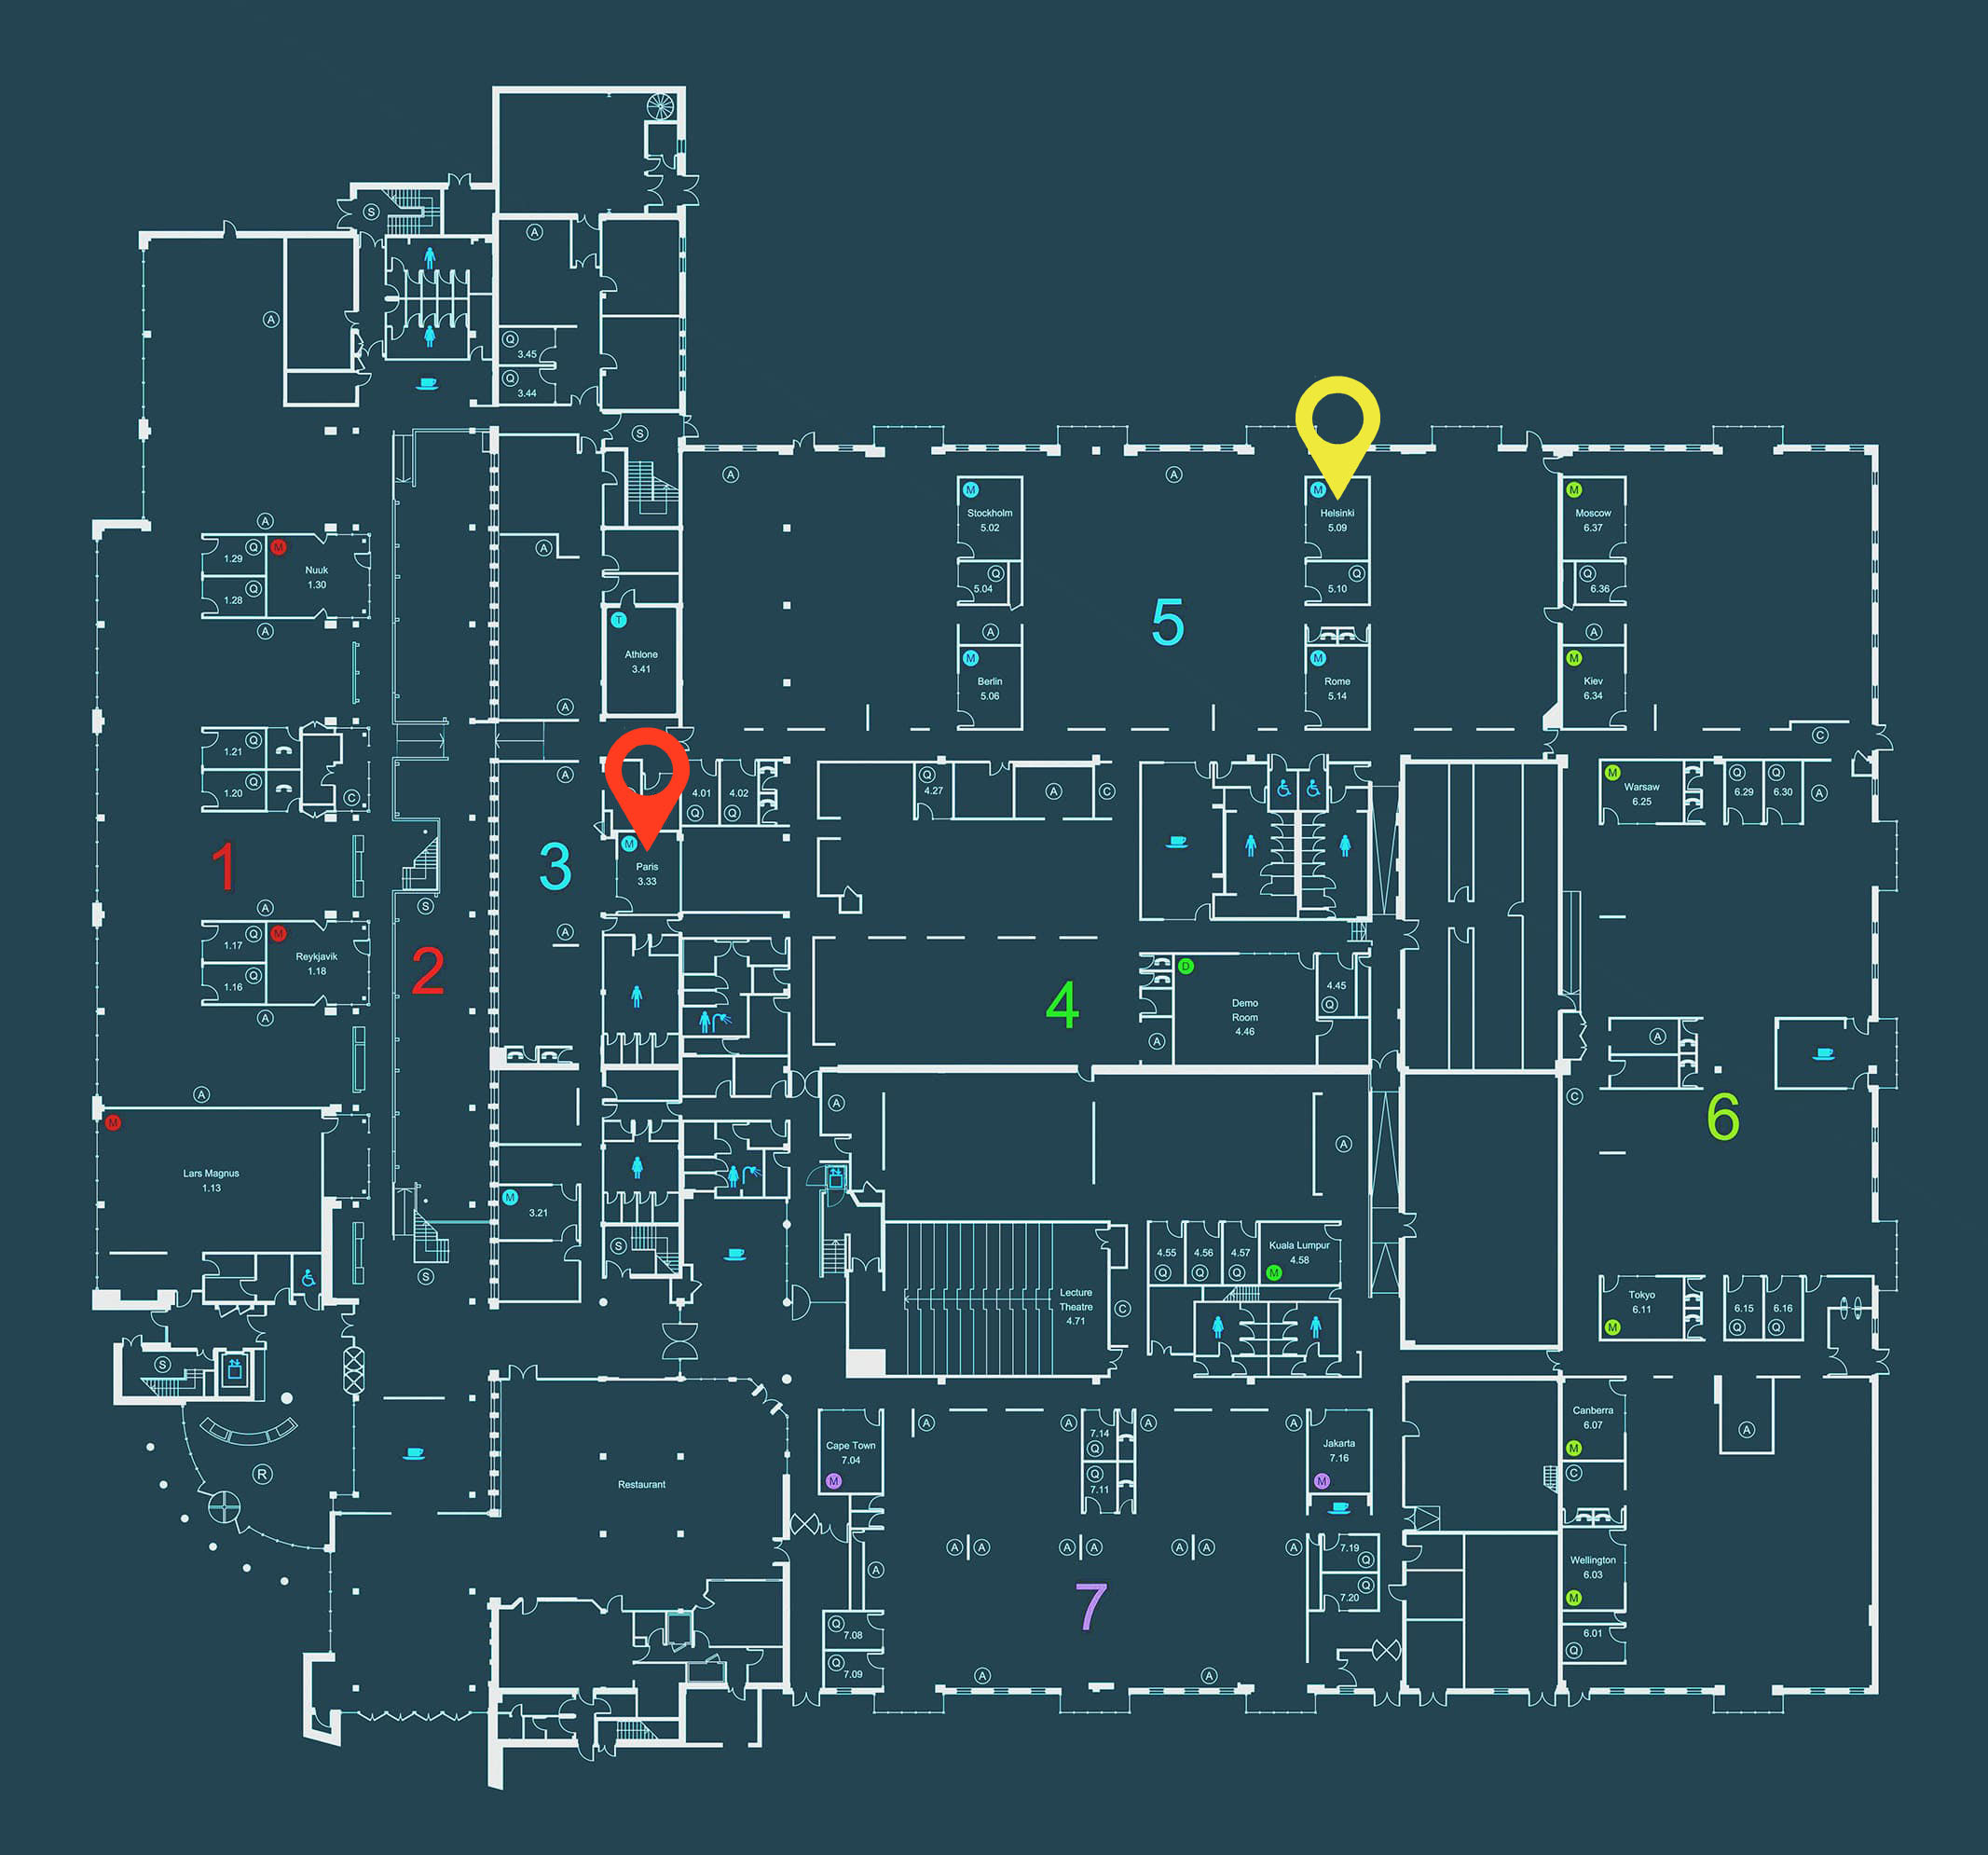 S
A
A
Q
3.45
Q
3.44
S
A
A
M
Stockholm
5.02
M
Helsinki
5.09
M
Moscow
6.37
A
1.29
Q
M
Nuuk
1.30
1.28
Q
A
A
Q
5.04
Q
5.10
Q
6.36
T
Athlone
3.41
5
A
A
M
Berlin
5.06
M
Rome
5.14
M
Kiev
6.34
A
C
1.21
Q
1.20
Q
C
A
4.01
Q
4.02
Q
Q
4.27
A
C
M
Warsaw
6.25
Q
6.29
Q
6.30
A
1
3
M
Paris
3.33
A
S
A
1.17
Q
M
Reykjavik
1.18
1.16
Q
A
2
4
D
Demo
Room
4.46
4.45
Q
A
A
A
A
C
6
M
Lars Magnus
1.13
A
A
M
3.21
S
S
4.55
Q
4.56
Q
4.57
Q
Kuala Lumpur
4.58
M
Lecture
Theatre
4.71
C
Tokyo
6.11
M
6.15
Q
6.16
Q
S
R
Restaurant
Cape Town
7.04
M
A
A
7.14
Q
Q
7.11
A
A
Jakarta
7.16
M
Canberra
6.07
M
C
A
A
A
A
A
A
A
A
A
7.19
Q
Q
7.20
Wellington
6.03
M
7
Q
7.08
Q
7.09
A
A
6.01
Q